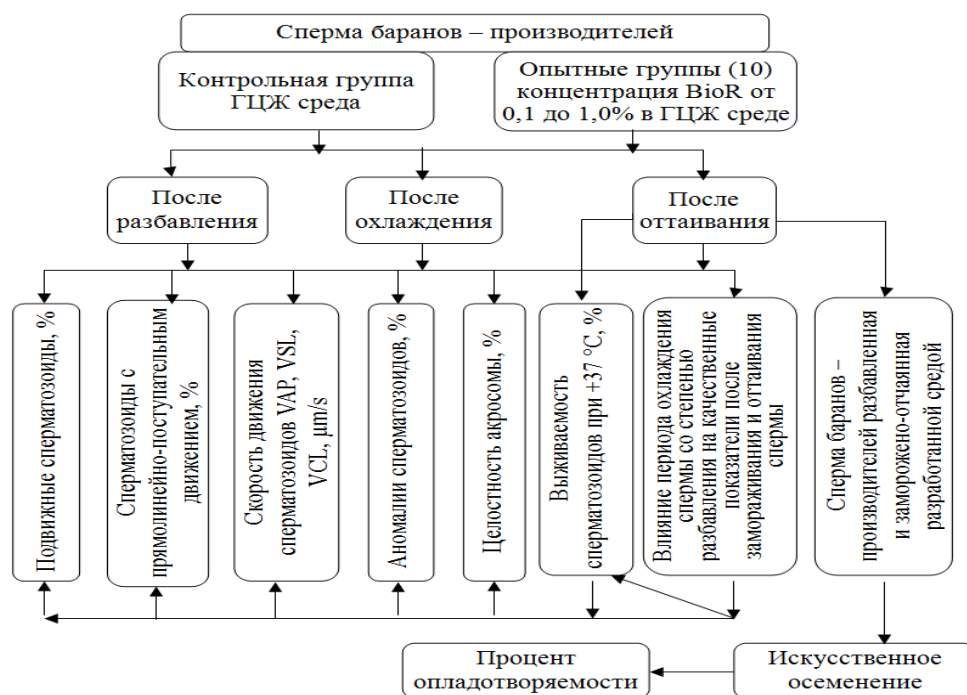 Сперма баранов – производителей
Контрольная группа
ГЦЖ среда
Опытные группы (10)
концентрация BioR от
0,1 до 1,0% в ГЦЖ среде
После
разбавления
После
охлаждения
После
оттаивания
Подвижные сперматозоиды, %
Сперматозоиды с
прямолинейно-поступательным
движением, %
Скорость движения
сперматозоидов VAP, VSL,
VCL, µm/s
Аномалии сперматозоидов, %
Целостность акросомы, %
Выживаемость
сперматозоидов при +37 °C, %
Влияние периода охлаждения
спермы со степенью
разбавления на качественные
показатели после
замораживания и оттаивания
спермы
Сперма баранов –
производителей разбавленная
и заморожено-отчаянная
разработанной средой
Процент
оплодотворяемости
Искусственное
осеменение